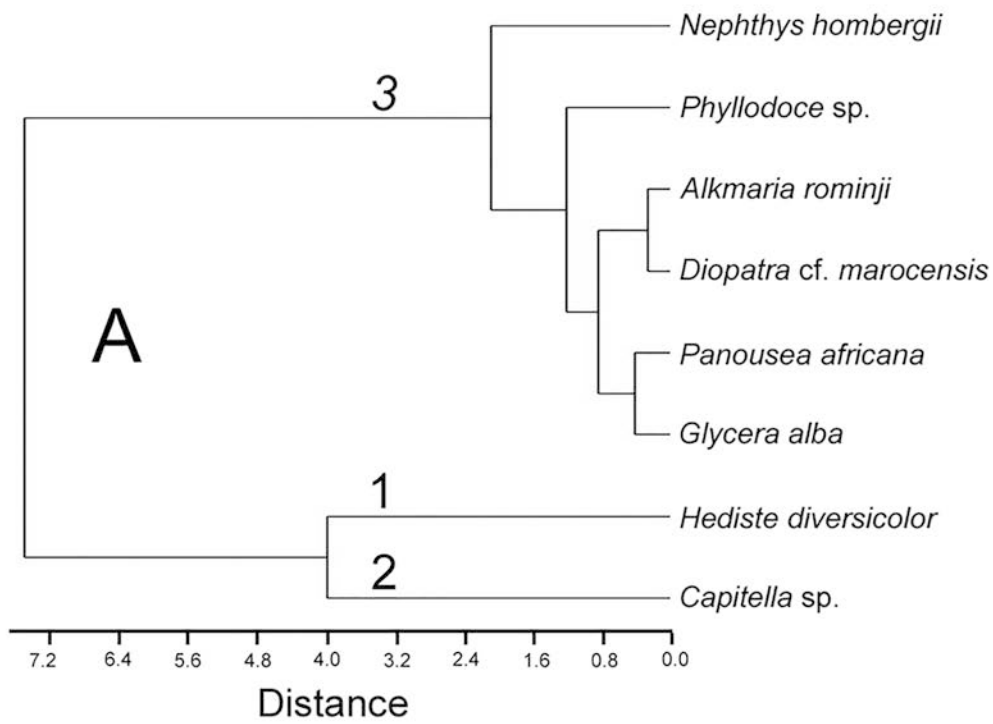 Nephthys hombergii
3
Phyllodoce sp.
Alkmaria rominji
A
Diopatra cf. marocensis
Panousea africana
Glycera alba
1
Hediste diversicolor
2
Capitella sp.
7.2 6.4 5.6 4.8 4.0 3.2 2.4 1.6 0.8 0.0
Distance